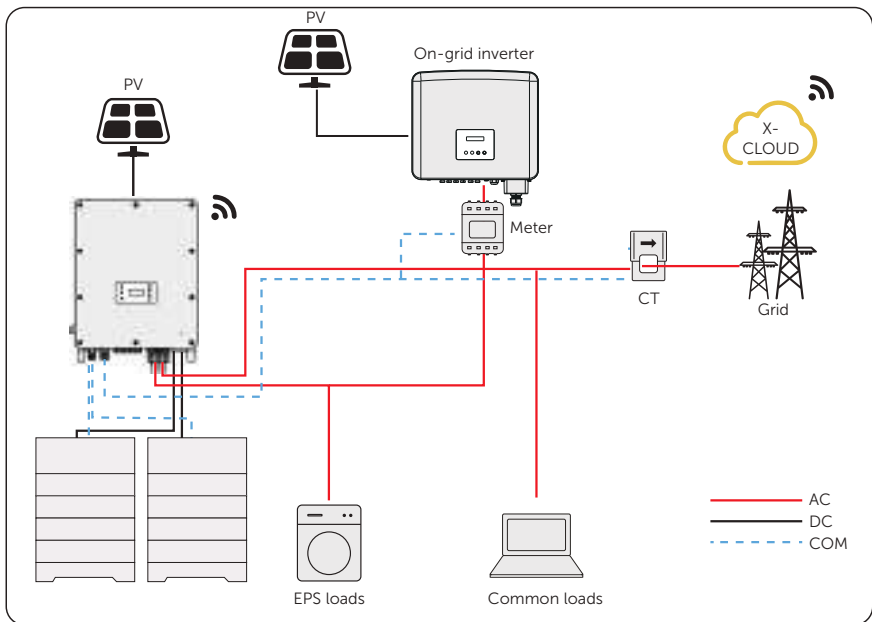 PV
On-grid inverter
PV
X-
CLOUD
Meter
CT
Grid
AC
DC
COM
EPS loads
Common loads